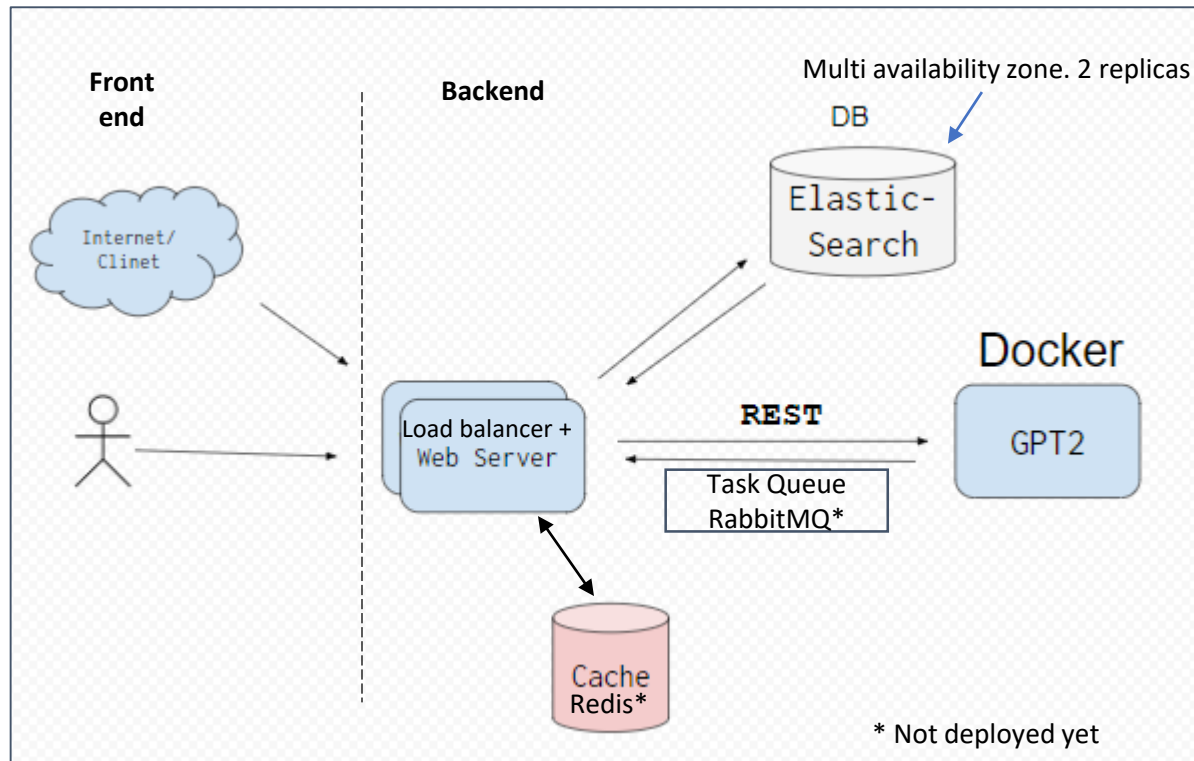 Front
end
Backend
Multi availability zone. 2 replicas
DB
Elastic-
Search
Internet/
Clinet
Docker
Load balancer +
Web Server
REST
GPT2
Task Queue
RabbitMQ*
Cache
Redis*
* Not deployed yet